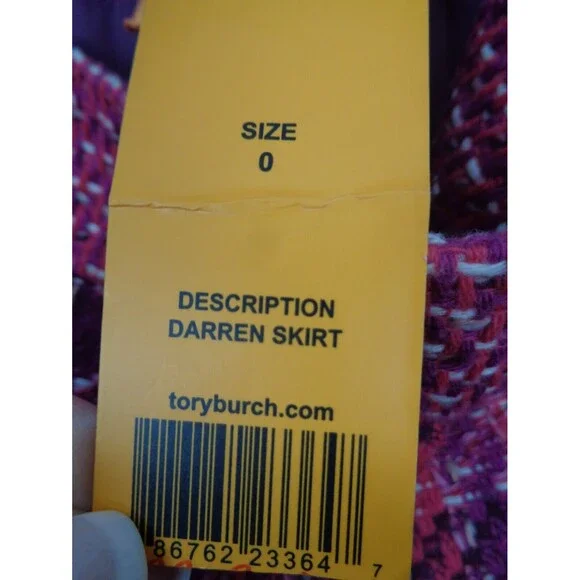 SIZE
0
DESCRIPTION
DARREN SKIRT
toryburch.com
86762 23364 7